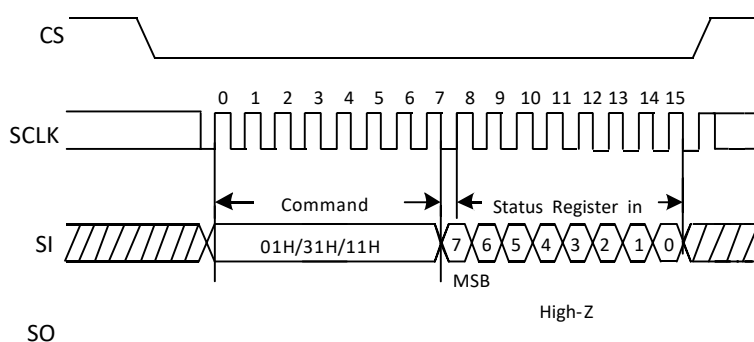 CS
0 1 2 3 4 5 6 7 8 9 10 11 12 13 14 15
SCLK
Command Status Register in
SI 01H/31H/11H 7 6 5 4 3 2 1 0
MSB
High-Z
SO